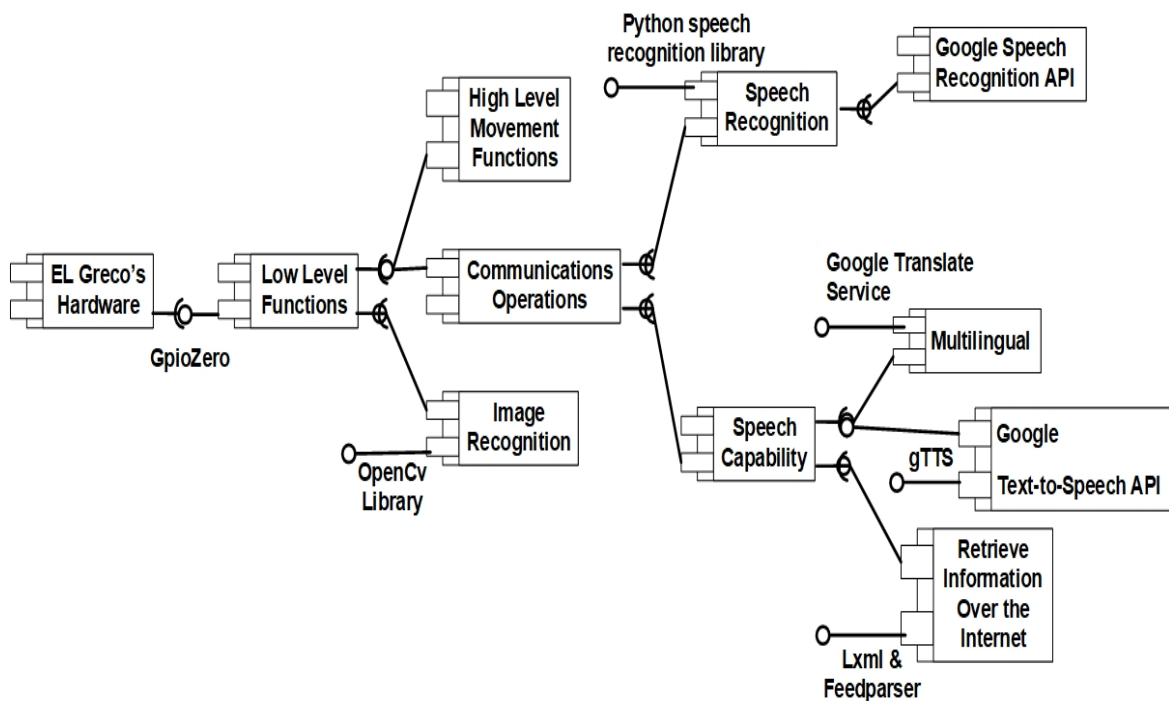 Python speech
recognition library
Google Speech
Recognition API
High Level
Movement
Functions
Speech
Recognition
EL Greco's
Hardware
GpioZero
Low Level
Functions
Communications
Operations
Google Translate
Service
Multilingual
Image
Recognition
OpenCv
Library
Speech
Capability
Google
gTTS
Text-to-Speech API
Retrieve
Information
Over the
Internet
Lxml &
Feedparser